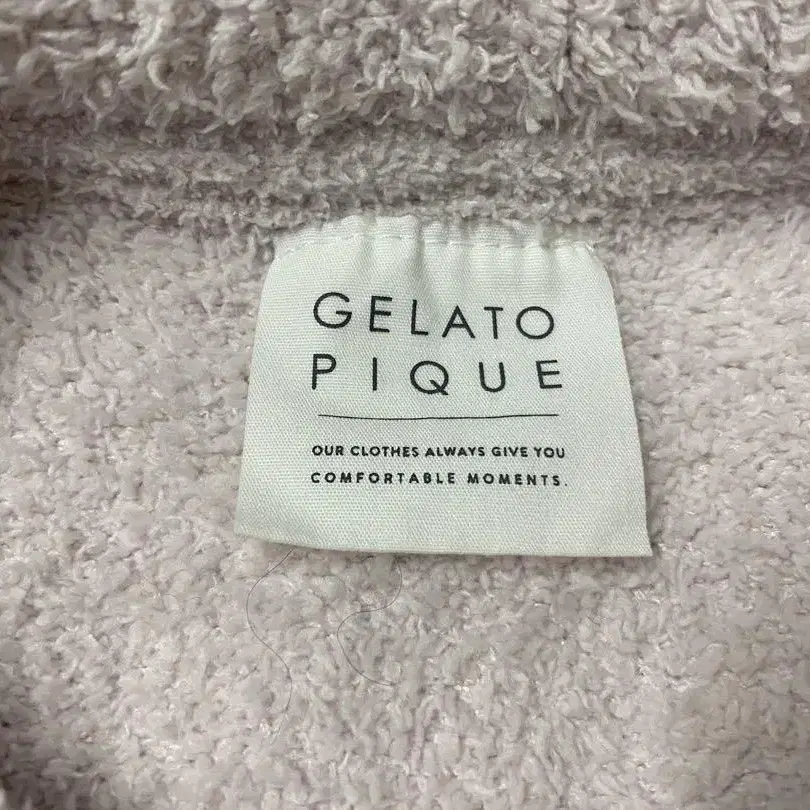 GELATO
PIQUE
OUR CLOTHES ALWAYS GIVE YOU
COMFORTABLE MOMENTS.